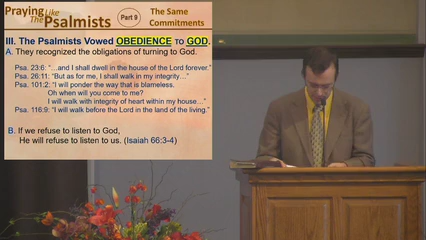 Praying Like The Psalmists
Part 9
The Same
Commitments
III. The Psalmists Vowed OBEDIENCE TO GOD.
A. They recognized the obligations of turning to God.
Psa. 23:6: “…and I shall dwell in the house of the Lord forever.”
Psa. 26:11: “But as for me, I shall walk in my integrity…”
Psa. 101:2: “I will ponder the way that is blameless.
Oh when will you come to me?
I will walk with integrity of heart within my house…”
Psa. 116:9: “I will walk before the Lord in the land of the living.”
B. If we refuse to listen to God,
He will refuse to listen to us. (Isaiah 66:3-4)